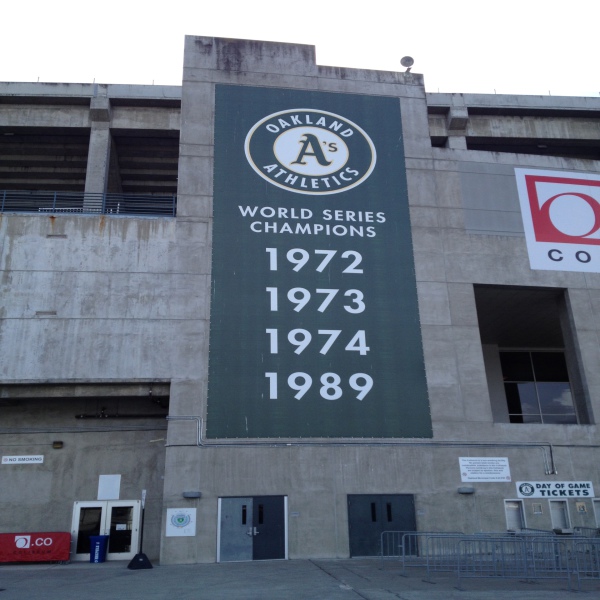 OAKLAND
A's
ATHLETICS
WORLD SERIES
CHAMPIONS
1972
1973
1974
1989
CO
NO SMOKING
O.CO
DAY OF GAME
TICKETS